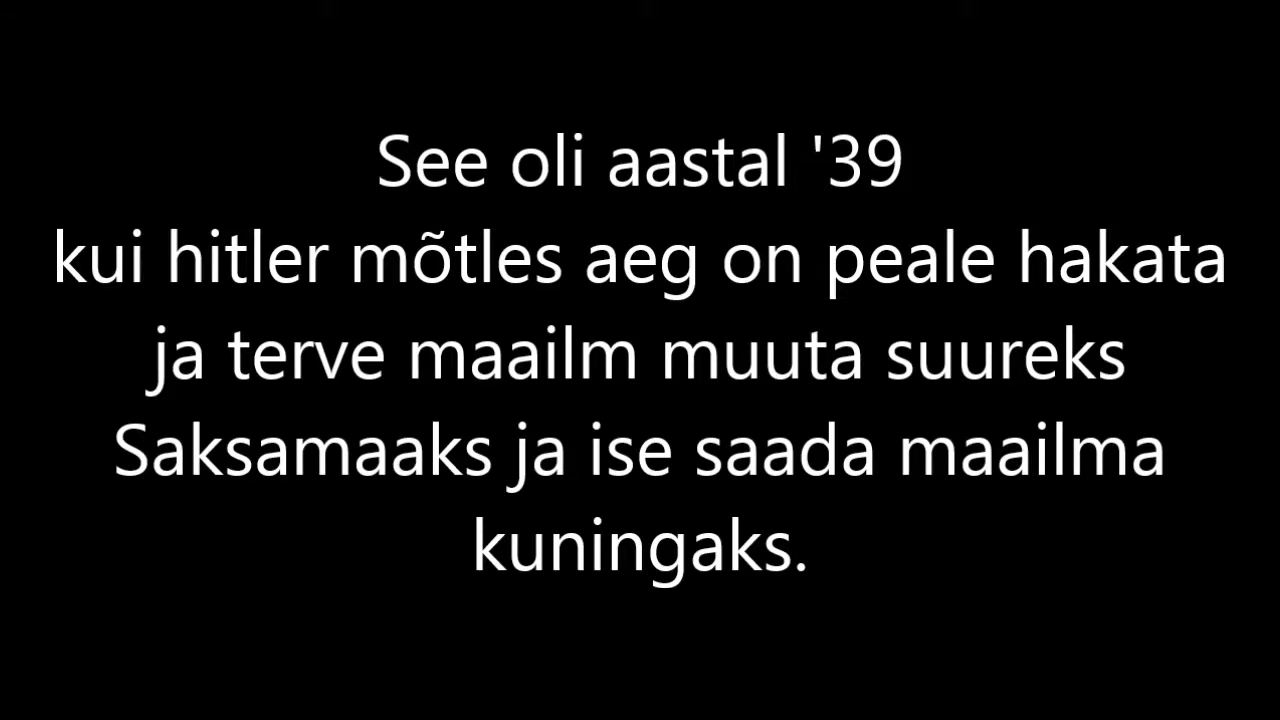 See oli aastal '39
kui hitler mõtles aeg on peale hakata
ja terve maailm muuta suureks
Saksamaaks ja ise saada maailma
kuningaks.